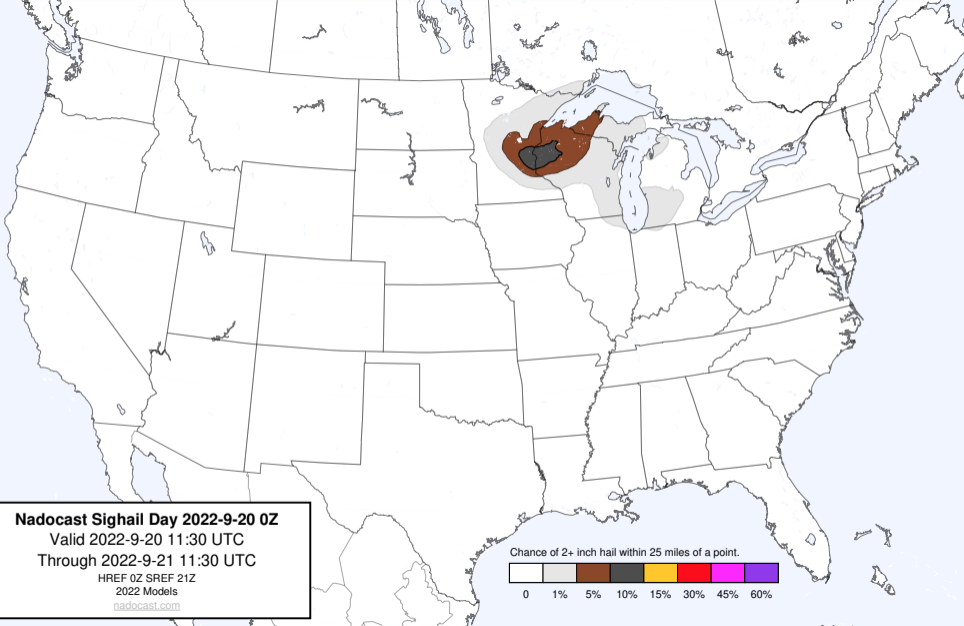 Nadocast Sighail Day 2022-9-20 0Z
Valid 2022-9-20 11:30 UTC
Through 2022-9-21 11:30 UTC
HREF 0Z SREF 21Z
2022 Models
nadocast.com
Chance of 2+ inch hail within 25 miles of a point.
0 1% 5% 10% 15% 30% 45% 60%